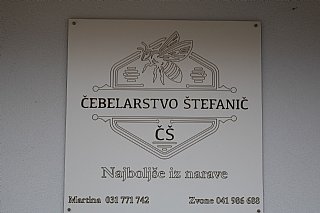 ČEBELARSTVO ŠTEFANIČ
ČŠ
Najboljše iz narave
Martina 031 771 742 Zvone 041 986 688